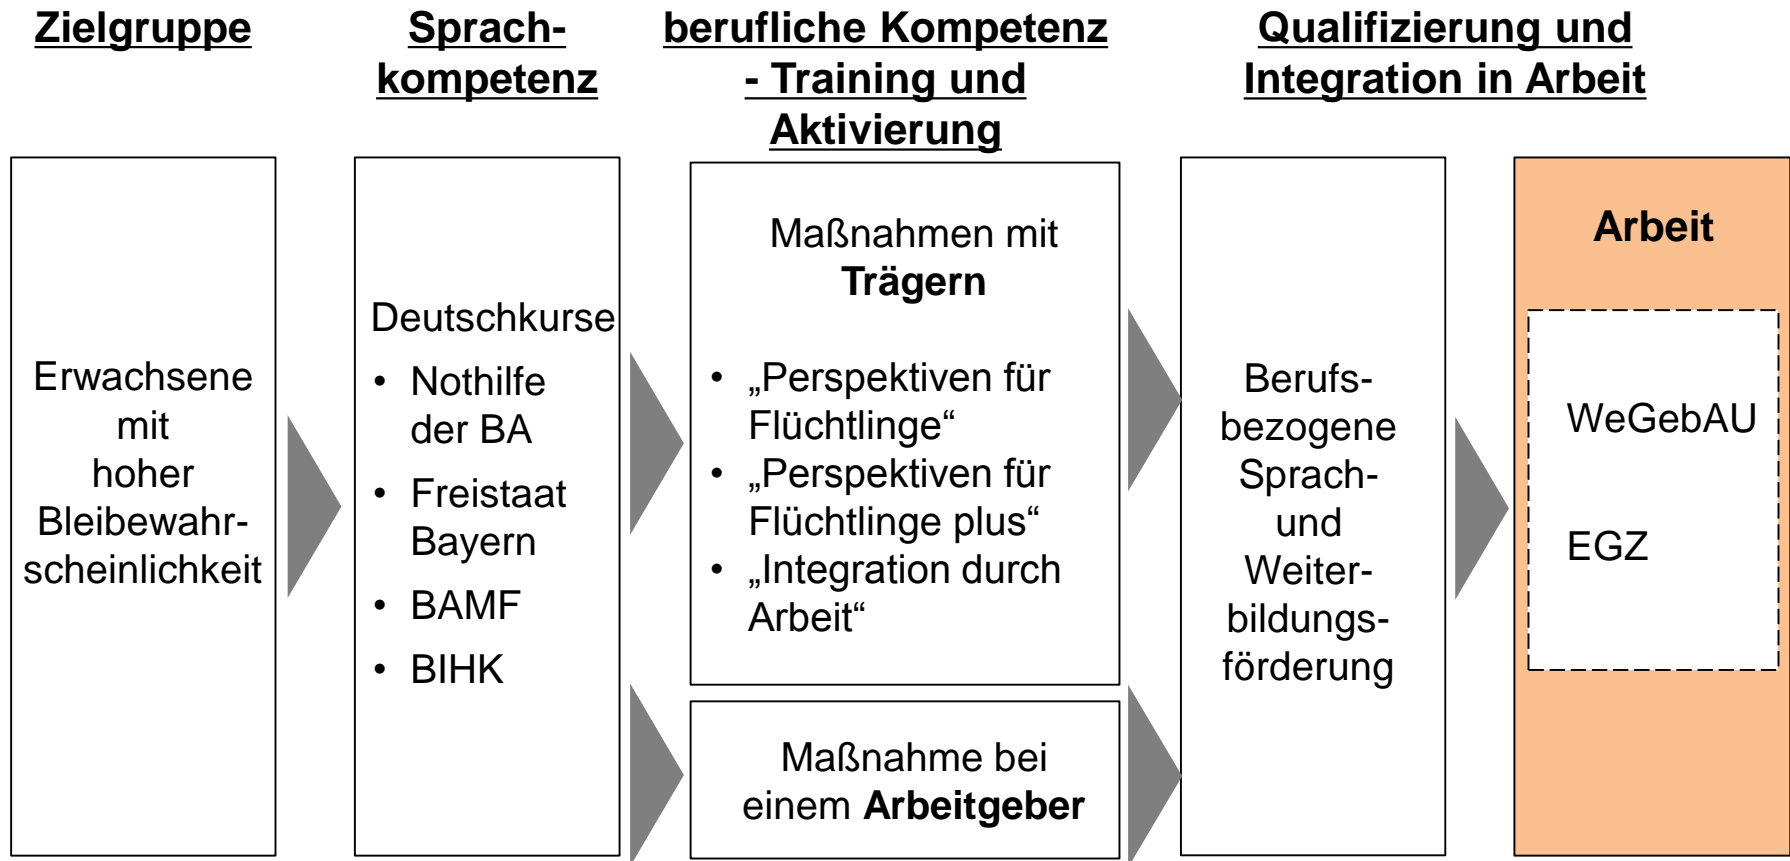 Zielgruppe
Sprach-
kompetenz
berufliche Kompetenz
- Training und
Aktivierung
Qualifizierung und
Integration in Arbeit
Erwachsene
mit
hoher
Bleibewahr-
scheinlichkeit
Deutschkurse
• Nothilfe
der BA
• Freistaat
Bayern
• BAMF
• BIHK
Maßnahmen mit
Trägern
• „Perspektiven für
Flüchtlinge“
• „Perspektiven für
Flüchtlinge plus“
• „Integration durch
Arbeit“
Maßnahme bei
einem Arbeitgeber
Berufs-
bezogene
Sprach-
und
Weiter-
bildungs-
förderung
Arbeit
WeGebAU
EGZ